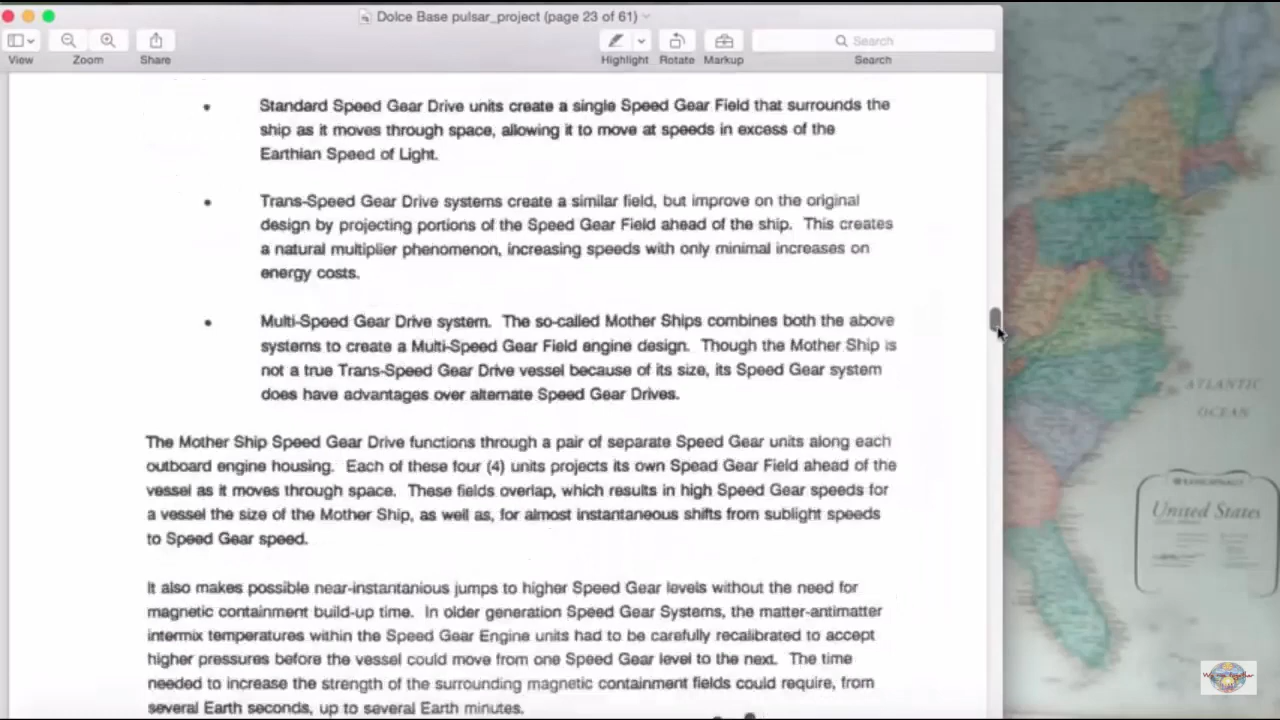 Dolce Base pulsar_project (page 23 of 61)
View
Zoom
Share
Highlight
Rotate
Markup
Search
Search
• Standard Speed Gear Drive units create a single Speed Gear Field that surrounds the
ship as it moves through space, allowing it to move at speeds in excess of the
Earthian Speed of Light.
• Trans-Speed Gear Drive systems create a similar field, but improve on the original
design by projecting portions of the Speed Gear Field ahead of the ship. This creates
a natural multiplier phenomenon, increasing speeds with only minimal increases on
energy costs.
• Multi-Speed Gear Drive system. The so-called Mother Ships combines both the above
systems to create a Multi-Speed Gear Field engine design. Though the Mother Ship is
not a true Trans-Speed Gear Drive vessel because of its size, its Speed Gear system
does have advantages over alternate Speed Gear Drives.
The Mother Ship Speed Gear Drive functions through a pair of separate Speed Gear units along each
outboard engine housing. Each of these four (4) units projects its own Spead Gear Field ahead of the
vessel as it moves through space. These fields overlap, which results in high Speed Gear speeds for
a vessel the size of the Mother Ship, as well as, for almost instantaneous shifts from sublight speeds
to Speed Gear speed.
It also makes possible near-instantanious jumps to higher Speed Gear levels without the need for
magnetic containment build-up time. In older generation Speed Gear Systems, the matter-antimatter
intermix temperatures within the Speed Gear Engine units had to be carefully recalibrated to accept
higher pressures before the vessel could move from one Speed Gear level to the next. The time
needed to increase the strength of the surrounding magnetic containment fields could require, from
several Earth seconds, up to several Earth minutes.
ATLANTIC
OCEAN
United States